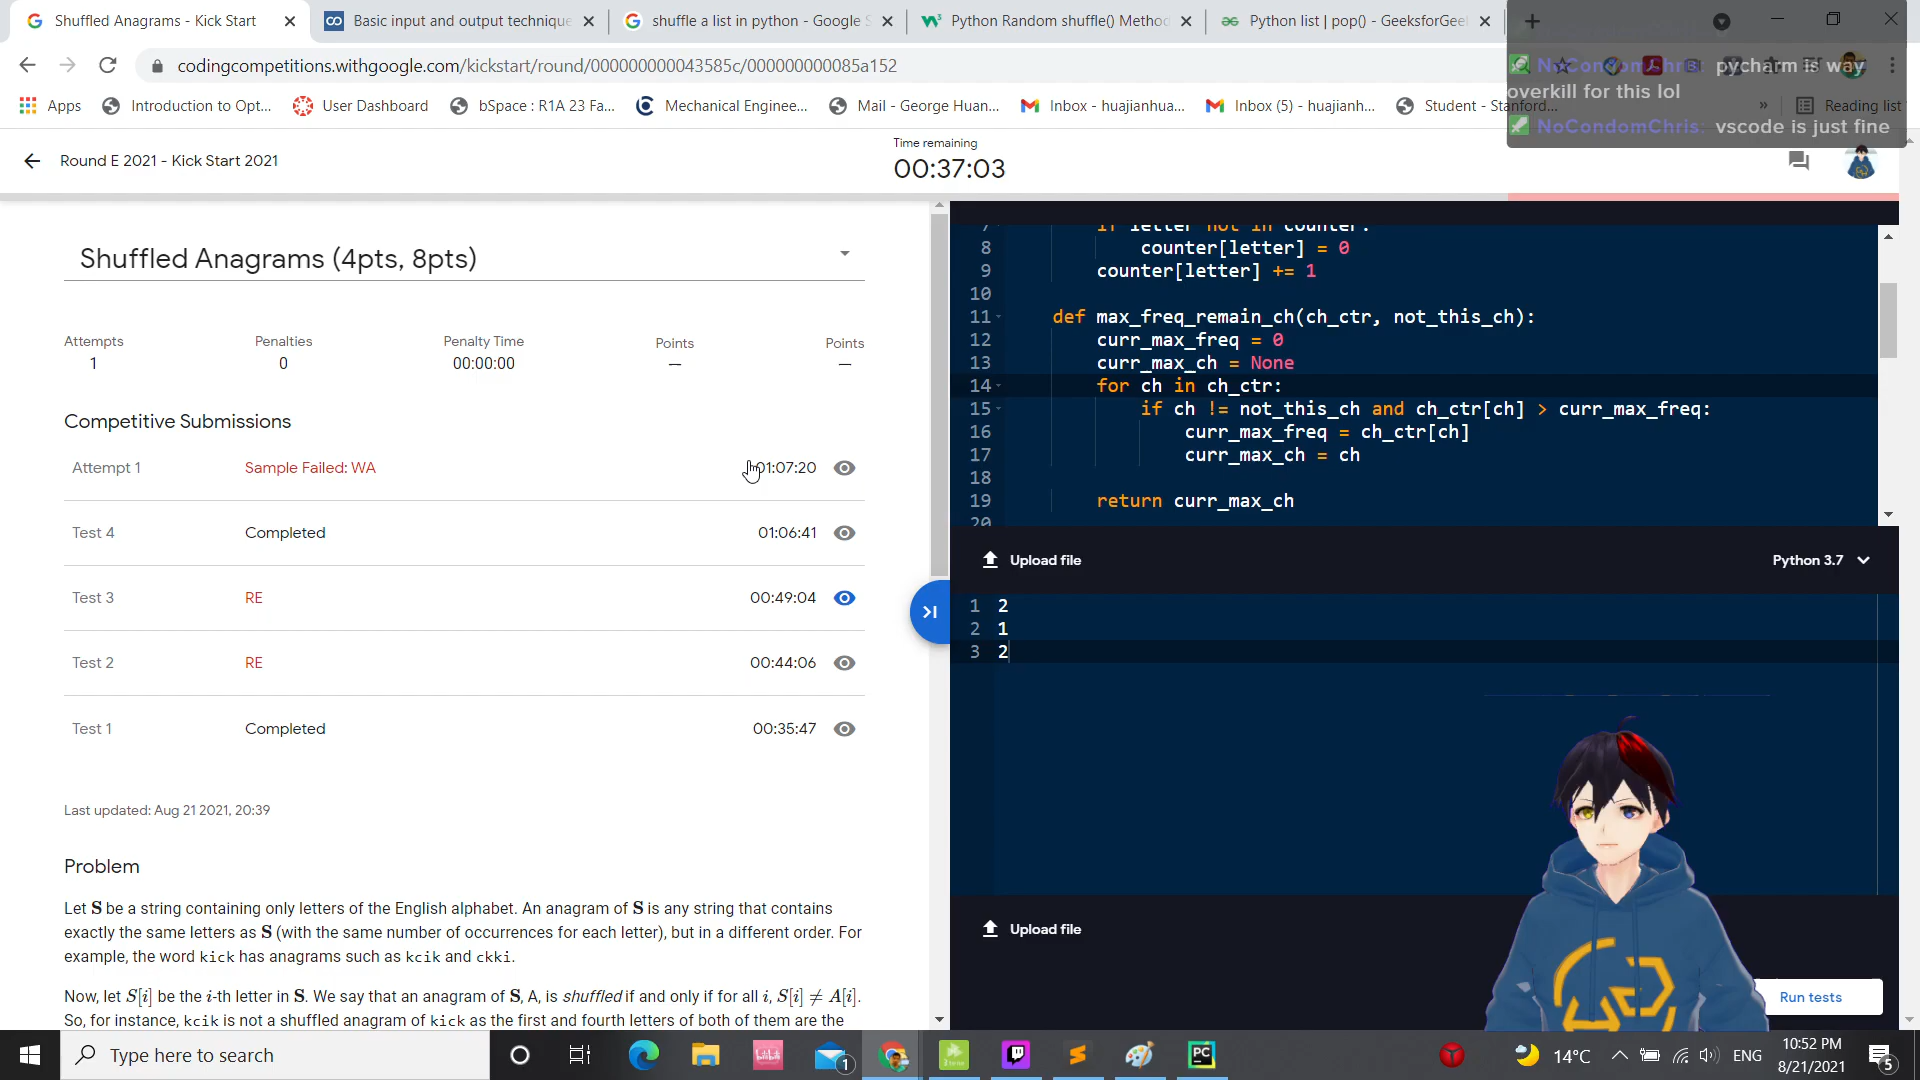 Shuffled Anagrams - Kick Start
Basic input and output technique
shuffle a list in python - Google S
Python Random shuffle() Metho
Python list | pop() - GeeksforGee
codingcompetitions.withgoogle.com/kickstart/round/000000000043585c/000000000085a152
NoCondomChris: pycharm is way
overkill for this lol
Apps
Introduction to Opt...
User Dashboard
bSpace : R1A 23 Fa...
Mechanical Enginee...
Mail - George Huan...
Inbox - huajianhua...
Inbox (5) - huajianh...
Student - Stanford...
»
Reading list
NoCondomChris: vscode is just fine
Round E 2021 - Kick Start 2021
Time remaining
00:37:03
Shuffled Anagrams (4pts, 8pts)
Attempts
Penalties
Penalty Time
Points
Points
1
0
00:00:00
—
—
Competitive Submissions
Attempt 1
Sample Failed: WA
01:07:20
Test 4
Completed
01:06:41
Test 3
RE
00:49:04
Test 2
RE
00:44:06
Test 1
Completed
00:35:47
Last updated: Aug 21 2021, 20:39
Problem
Let S be a string containing only letters of the English alphabet. An anagram of S is any string that contains
exactly the same letters as S (with the same number of occurrences for each letter), but in a different order. For
example, the word kick has anagrams such as kcik and ckki.
Now, let S[i] be the i-th letter in S. We say that an anagram of S, A, is shuffled if and only if for all i, S[i] ≠ A[i].
So, for instance, kcik is not a shuffled anagram of kick as the first and fourth letters of both of them are the
7 if letter not in counter:
8 counter[letter] = 0
9 counter[letter] += 1
10
11 def max_freq_remain_ch(ch_ctr, not_this_ch):
12 curr_max_freq = 0
13 curr_max_ch = None
14 for ch in ch_ctr:
15 if ch != not_this_ch and ch_ctr[ch] > curr_max_freq:
16 curr_max_freq = ch_ctr[ch]
17 curr_max_ch = ch
18
19 return curr_max_ch
20
Upload file
Python 3.7
1 2
2 1
3 2
Upload file
Run tests
Type here to search
1
PC
14°C
ENG
10:52 PM
8/21/2021
5